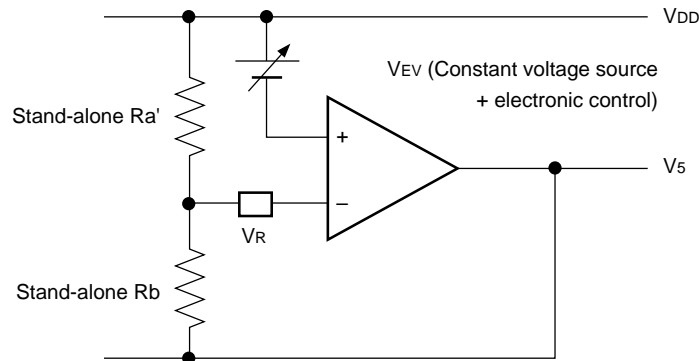 VDD
VEV (Constant voltage source
+ electronic control)
Stand-alone Ra'
+
V5
−
VR
Stand-alone Rb